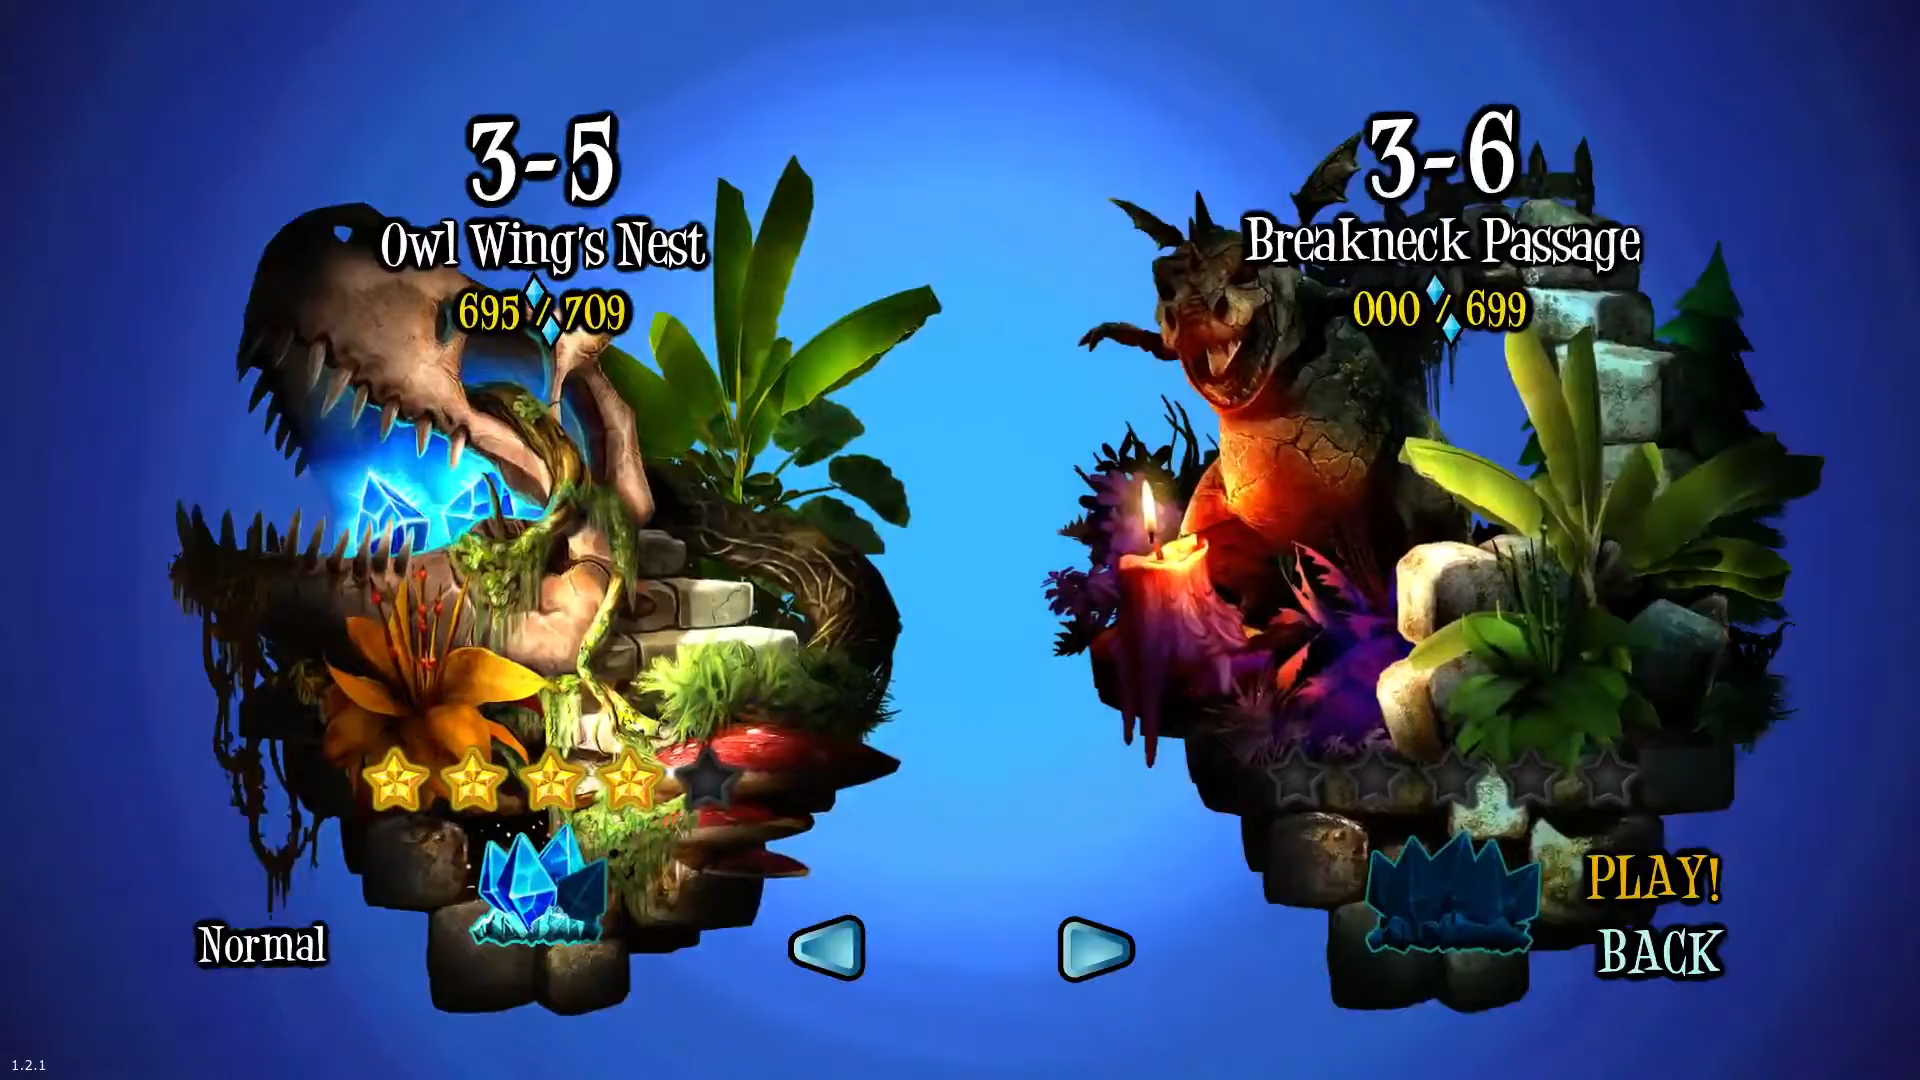 3-5
Owl Wing's Nest
695 / 709
3-6
Breakneck Passage
000 / 699
Normal
PLAY!
BACK
1.2.1